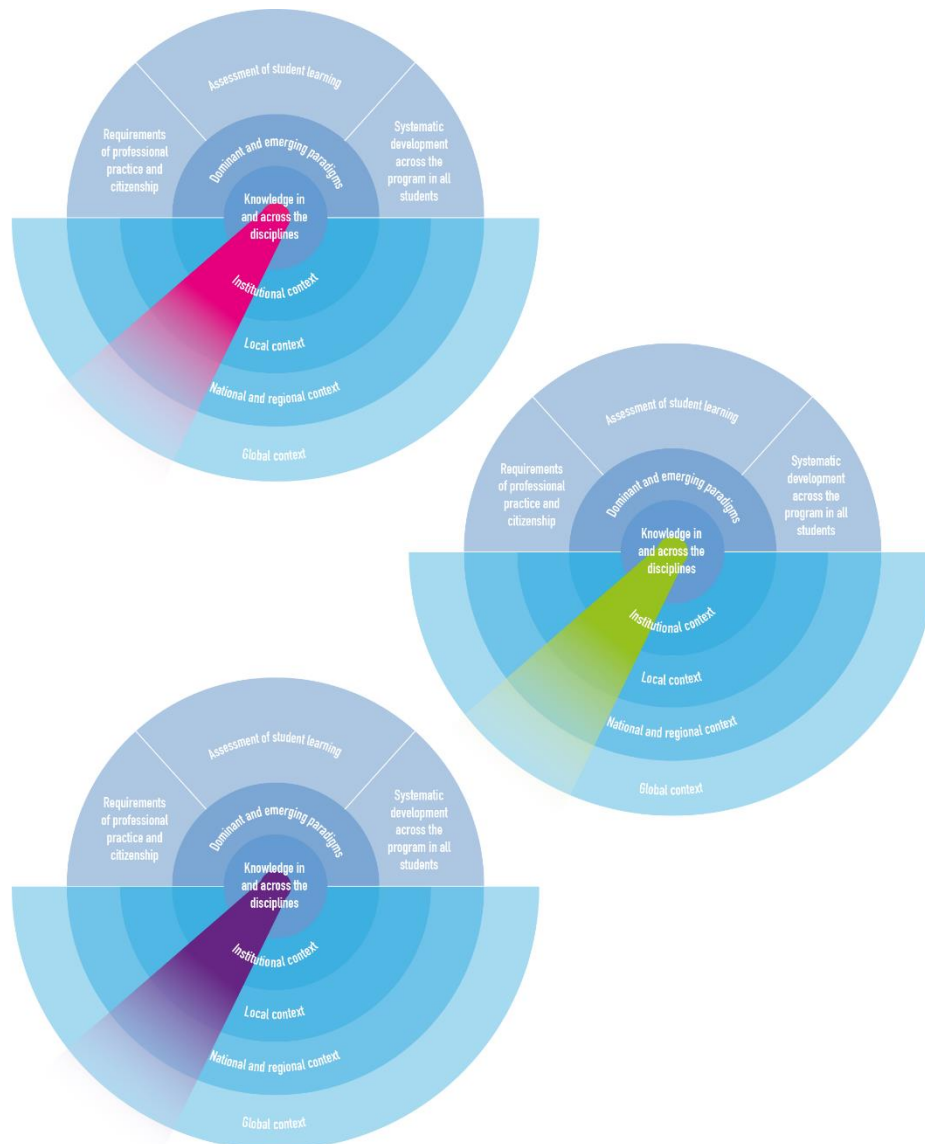 Assessment of student learning
Requirements
of professional
practice and
citizenship
Dominant and emerging paradigms
Systematic
development
across the
program in all
students
Knowledge in
and across the
disciplines
Institutional context
Local context
National and regional context
Global context
Assessment of student learning
Requirements
of professional
practice and
citizenship
Dominant and emerging paradigms
Systematic
development
across the
program in all
students
Knowledge in
and across the
disciplines
Institutional context
Local context
National and regional context
Global context
Assessment of student learning
Requirements
of professional
practice and
citizenship
Dominant and emerging paradigms
Systematic
development
across the
program in all
students
Knowledge in
and across the
disciplines
Institutional context
Local context
National and regional context
Global context